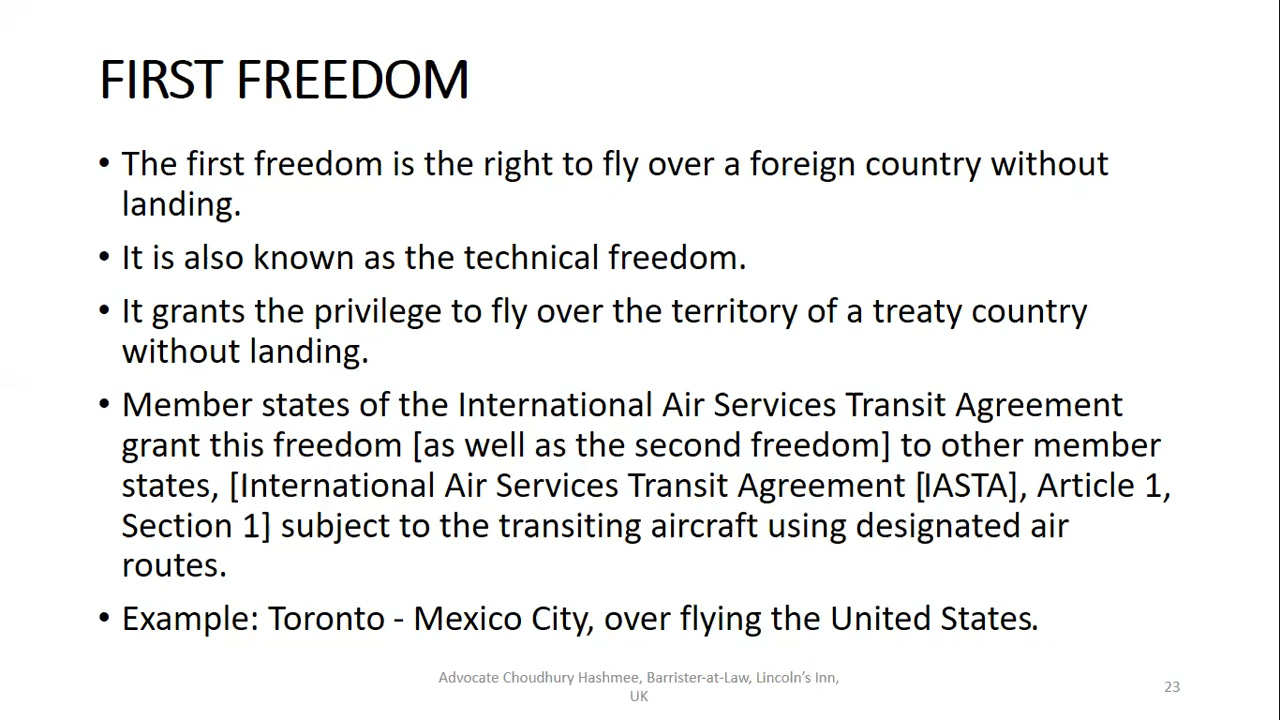 FIRST FREEDOM
• The first freedom is the right to fly over a foreign country without
landing.
• It is also known as the technical freedom.
• It grants the privilege to fly over the territory of a treaty country
without landing.
• Member states of the International Air Services Transit Agreement
grant this freedom [as well as the second freedom] to other member
states, [International Air Services Transit Agreement [IASTA], Article 1,
Section 1] subject to the transiting aircraft using designated air
routes.
• Example: Toronto - Mexico City, over flying the United States.
Advocate Choudhury Hashmee, Barrister-at-Law, Lincoln’s Inn,
UK
23